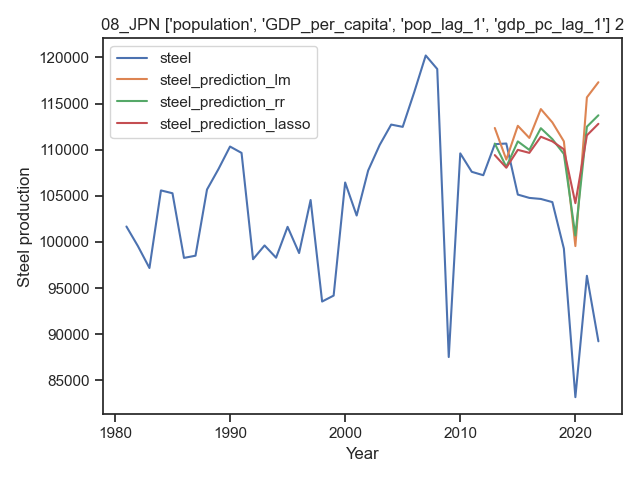 08_JPN ['population', 'GDP_per_capita', 'pop_lag_1', 'gdp_pc_lag_1'] 2
steel
steel_prediction_lm
steel_prediction_rr
steel_prediction_lasso
120000
115000
110000
105000
100000
95000
90000
85000
Steel production
1980
1990
2000
2010
2020
Year